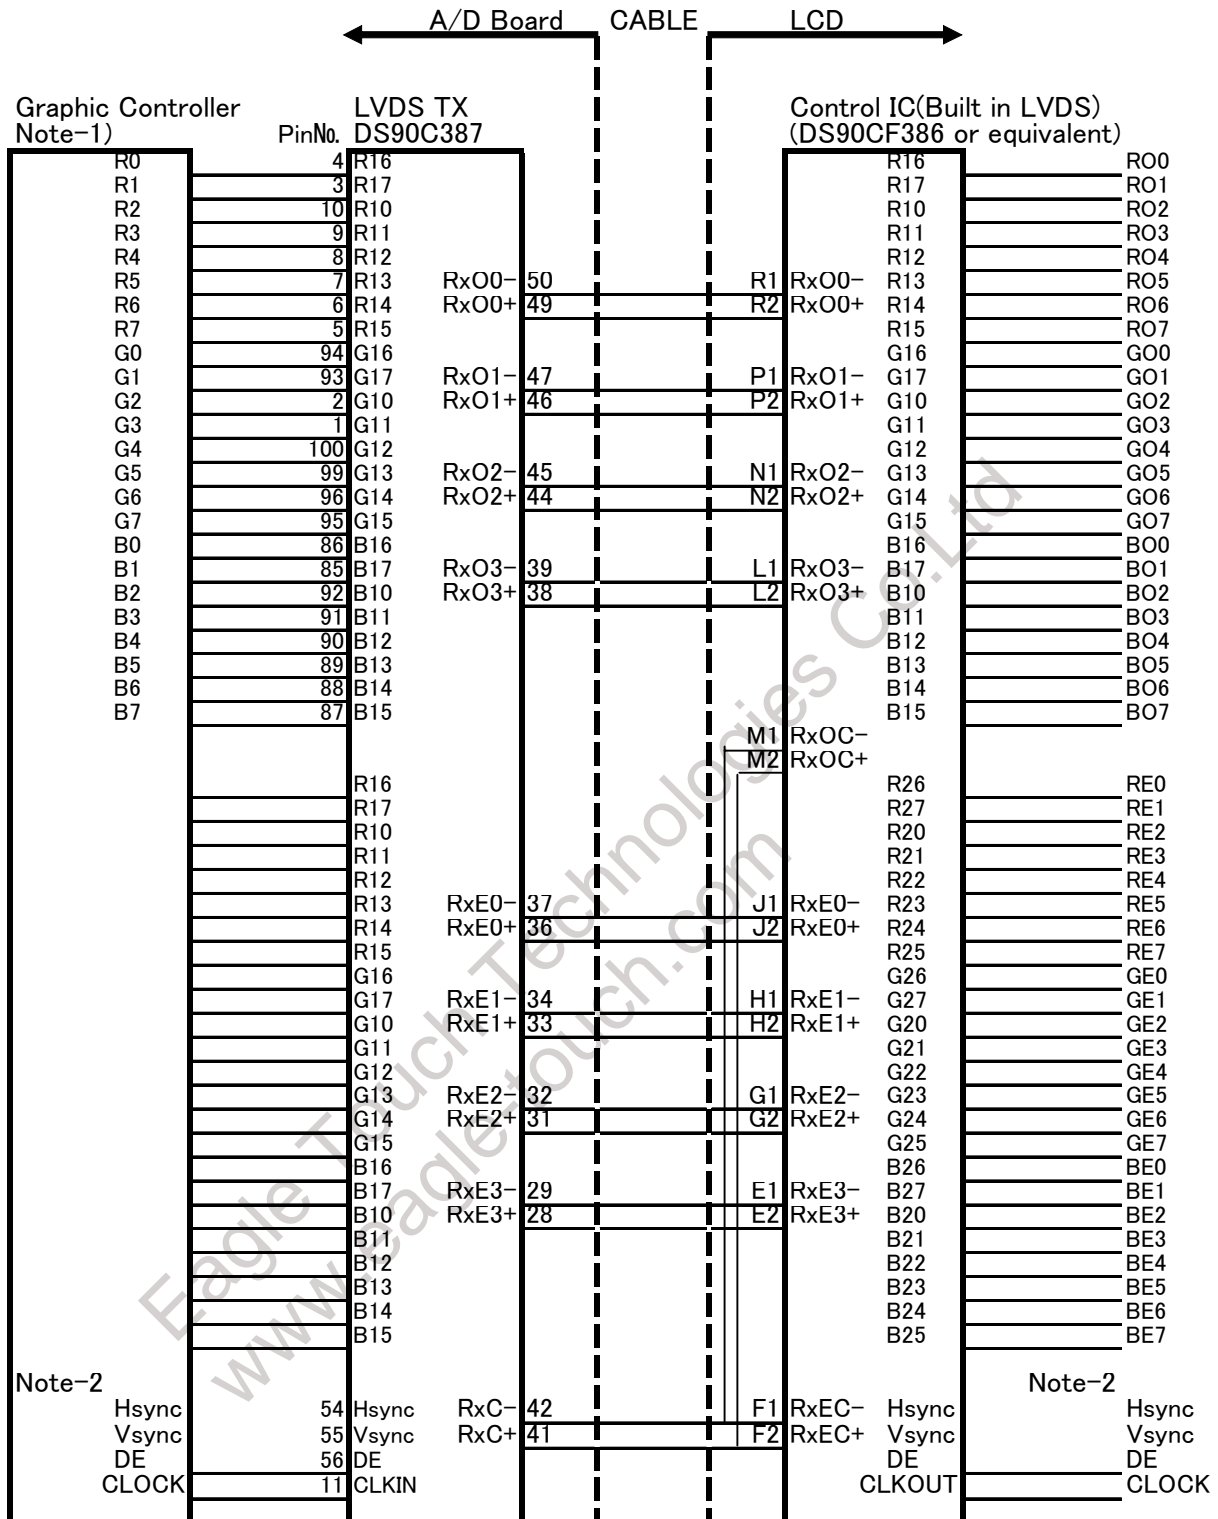 A/D Board CABLE LCD
Graphic Controller LVDS TX Control IC(Built in LVDS)
Note-1) Pin№. DS90C387 (DS90CF386 or equivalent)
R0 4 R16 R16 RO0
R1 3 R17 R17 RO1
R2 10 R10 R10 RO2
R3 9 R11 R11 RO3
R4 8 R12 R12 RO4
R5 7 R13 RxO0- 50 R1 RxO0- R13 RO5
R6 6 R14 RxO0+ 49 R2 RxO0+ R14 RO6
R7 5 R15 R15 RO7
G0 94 G16 G16 GO0
G1 93 G17 RxO1- 47 P1 RxO1- G17 GO1
G2 2 G10 RxO1+ 46 P2 RxO1+ G10 GO2
G3 1 G11 G11 GO3
G4 100 G12 G12 GO4
G5 99 G13 RxO2- 45 N1 RxO2- G13 GO5
G6 96 G14 RxO2+ 44 N2 RxO2+ G14 GO6
G7 95 G15 G15 GO7
B0 86 B16 B16 BO0
B1 85 B17 RxO3- 39 L1 RxO3- B17 BO1
B2 92 B10 RxO3+ 38 L2 RxO3+ B10 BO2
B3 91 B11 B11 BO3
B4 90 B12 B12 BO4
B5 89 B13 B13 BO5
B6 88 B14 B14 BO6
B7 87 B15 B15 BO7
M1 RxOC-
M2 RxOC+
R16 R26 RE0
R17 R27 RE1
R10 R20 RE2
R11 R21 RE3
R12 R22 RE4
R13 RxE0- 37 J1 RxE0- R23 RE5
R14 RxE0+ 36 J2 RxE0+ R24 RE6
R15 R25 RE7
G16 G26 GE0
G17 RxE1- 34 H1 RxE1- G27 GE1
G10 RxE1+ 33 H2 RxE1+ G20 GE2
G11 G21 GE3
G12 G22 GE4
G13 RxE2- 32 G1 RxE2- G23 GE5
G14 RxE2+ 31 G2 RxE2+ G24 GE6
G15 G25 GE7
B16 B26 BE0
B17 RxE3- 29 E1 RxE3- B27 BE1
B10 RxE3+ 28 E2 RxE3+ B20 BE2
B11 B21 BE3
B12 B22 BE4
B13 B23 BE5
B14 B24 BE6
B15 B25 BE7
Note-2 Note-2
Hsync 54 Hsync RxC- 42 F1 RxEC- Hsync Hsync
Vsync 55 Vsync RxC+ 41 F2 RxEC+ Vsync Vsync
DE 56 DE DE DE
CLOCK 11 CLKIN CLKOUT CLOCK
Eagle Touch Technologies Co.Ltd
www.eagle-touch.com